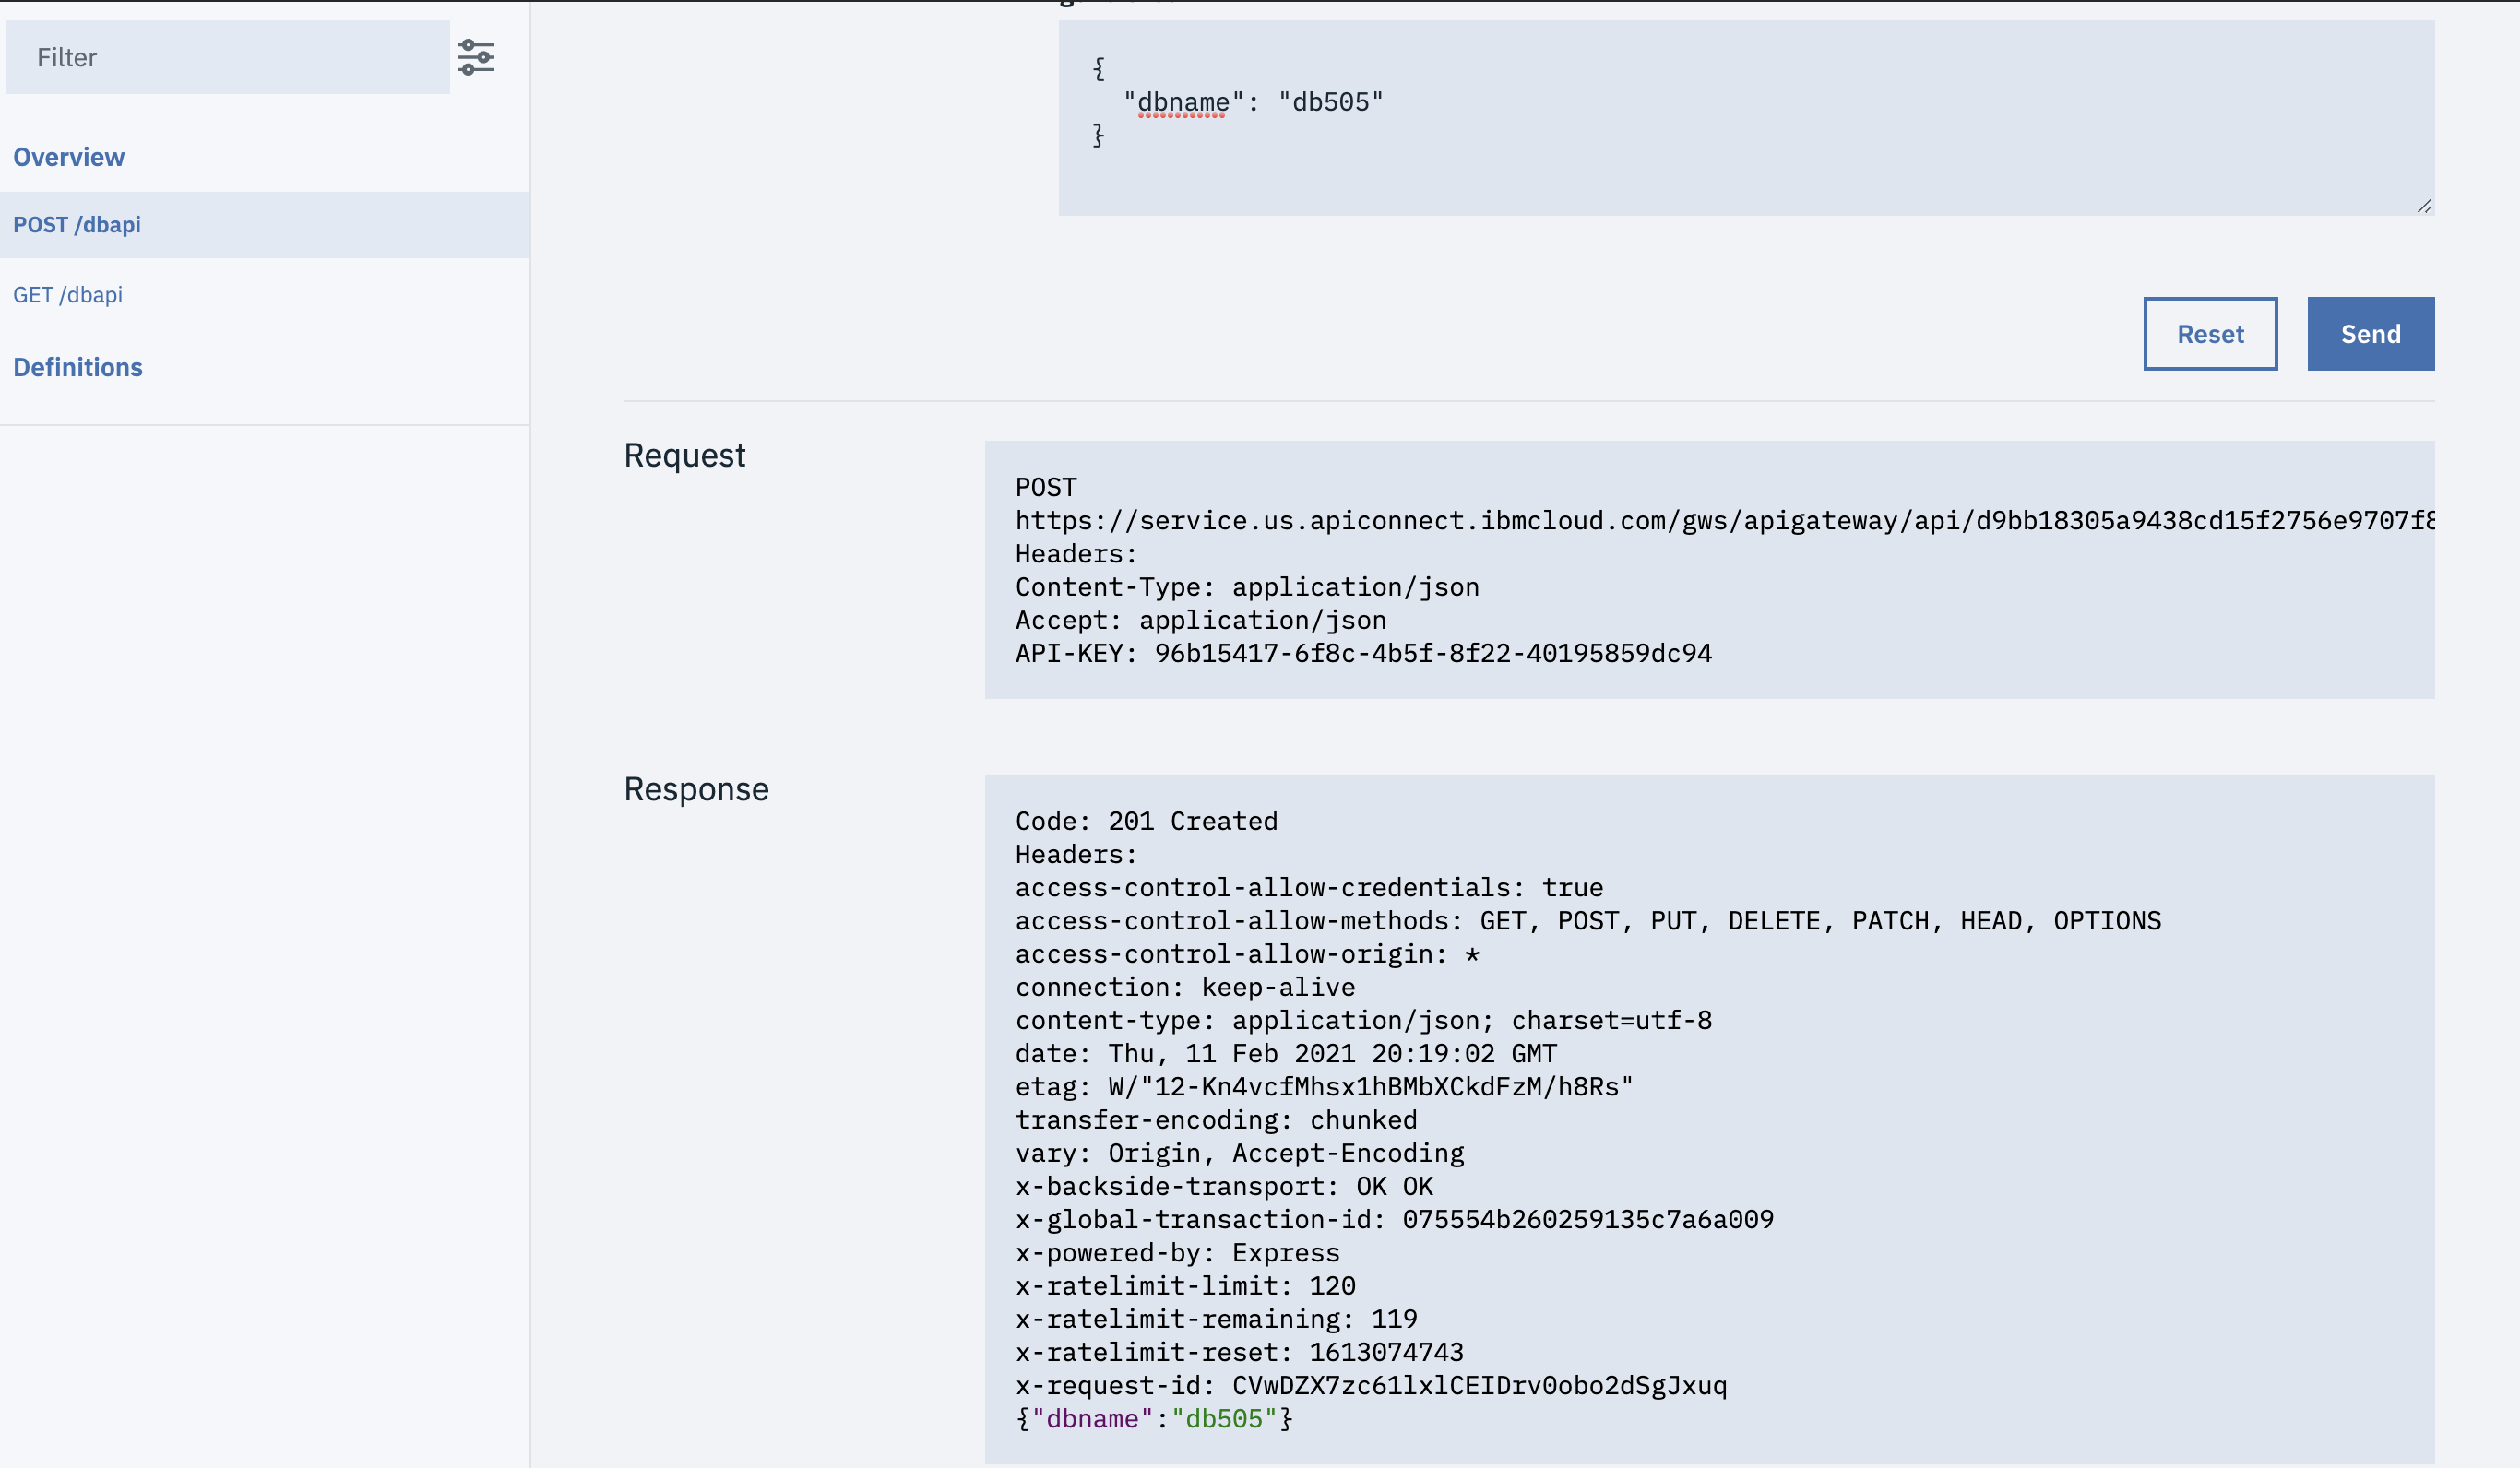 Filter
Overview
POST /dbapi
GET /dbapi
Definitions
{
"dbname": "db505"
}
Reset
Send
Request
POST
https://service.us.apiconnect.ibmcloud.com/gws/apigateway/api/d9bb18305a9438cd15f2756e9707f8
Headers:
Content-Type: application/json
Accept: application/json
API-KEY: 96b15417-6f8c-4b5f-8f22-40195859dc94
Response
Code: 201 Created
Headers:
access-control-allow-credentials: true
access-control-allow-methods: GET, POST, PUT, DELETE, PATCH, HEAD, OPTIONS
access-control-allow-origin: *
connection: keep-alive
content-type: application/json; charset=utf-8
date: Thu, 11 Feb 2021 20:19:02 GMT
etag: W/"12-Kn4vcfMhsx1hBMbXCkdFzM/h8Rs"
transfer-encoding: chunked
vary: Origin, Accept-Encoding
x-backside-transport: OK OK
x-global-transaction-id: 075554b260259135c7a6a009
x-powered-by: Express
x-ratelimit-limit: 120
x-ratelimit-remaining: 119
x-ratelimit-reset: 1613074743
x-request-id: CVwDZX7zc61lxlCEIDrv0obo2dSgJxuq
{"dbname":"db505"}